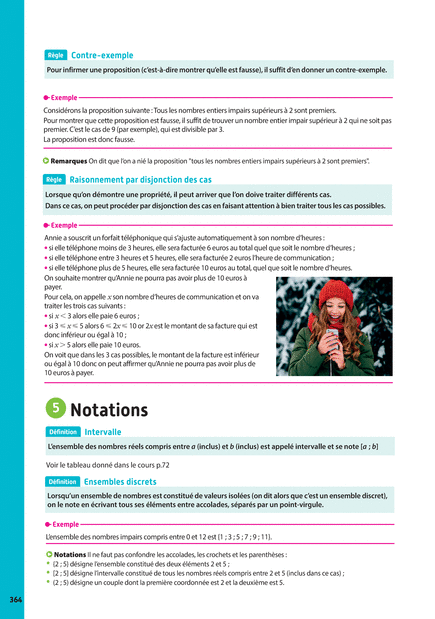 Règle Contre-exemple
Pour infirmer une proposition (c'est-à-dire montrer qu'elle est fausse), il suffit d'en donner un contre-exemple.
Exemple
Considérons la proposition suivante : Tous les nombres entiers impairs supérieurs à 2 sont premiers.
Pour montrer que cette proposition est fausse, il suffit de trouver un nombre entier impair supérieur à 2 qui ne soit pas
premier. C'est le cas de 9 (par exemple), qui est divisible par 3.
La proposition est donc fausse.
Remarques On dit que l'on a nié la proposition "tous les nombres entiers impairs supérieurs à 2 sont premiers".
Règle Raisonnement par disjonction des cas
Lorsque qu'on démontre une propriété, il peut arriver que l'on doive traiter différents cas.
Dans ce cas, on peut procéder par disjonction des cas en faisant attention à bien traiter tous les cas possibles.
Exemple
Annie a souscrit un forfait téléphonique qui s'ajuste automatiquement à son nombre d'heures :
• si elle téléphone moins de 3 heures, elle sera facturée 6 euros au total quel que soit le nombre d'heures ;
• si elle téléphone entre 3 heures et 5 heures, elle sera facturée 2 euros l'heure de communication ;
• si elle téléphone plus de 5 heures, elle sera facturée 10 euros au total, quel que soit le nombre d'heures.
On souhaite montrer qu'Annie ne pourra pas avoir plus de 10 euros à
payer.
Pour cela, on appelle x son nombre d'heures de communication et on va
traiter les trois cas suivants :
• si x < 3 alors elle paie 6 euros ;
• si 3 ⩽ x ⩽ 5 alors 6 ⩽ 2x ⩽ 10 or 2x est le montant de sa facture qui est
donc inférieur ou égal à 10 ;
• si x > 5 alors elle paie 10 euros.
On voit que dans les 3 cas possibles, le montant de la facture est inférieur
ou égal à 10 donc on peut affirmer qu'Annie ne pourra pas avoir plus de
10 euros à payer.
5 Notations
Définition Intervalle
L'ensemble des nombres réels compris entre a (inclus) et b (inclus) est appelé intervalle et se note [a ; b]
Voir le tableau donné dans le cours p.72
Définition Ensembles discrets
Lorsqu'un ensemble de nombres est constitué de valeurs isolées (on dit alors que c'est un ensemble discret),
on le note en écrivant tous ses éléments entre accolades, séparés par un point-virgule.
Exemple
L'ensemble des nombres impairs compris entre 0 et 12 est {1 ; 3 ; 5 ; 7 ; 9 ; 11}.
Notations Il ne faut pas confondre les accolades, les crochets et les parenthèses :
• {2 ; 5} désigne l'ensemble constitué des deux éléments 2 et 5 ;
• [2 ; 5] désigne l'intervalle constitué de tous les nombres réels compris entre 2 et 5 (inclus dans ce cas) ;
• (2 ; 5) désigne un couple dont la première coordonnée est 2 et la deuxième est 5.
364